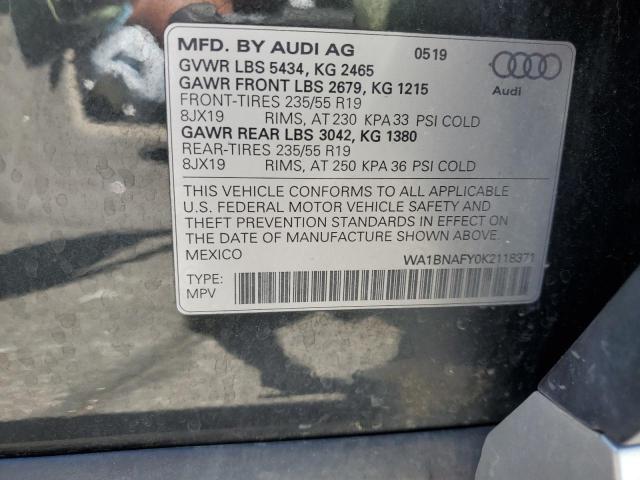 MFD. BY AUDI AG 0519
GVWR LBS 5434, KG 2465
GAWR FRONT LBS 2679, KG 1215
FRONT-TIRES 235/55 R19
8JX19 RIMS, AT 230 KPA 33 PSI COLD
GAWR REAR LBS 3042, KG 1380
REAR-TIRES 235/55 R19
8JX19 RIMS, AT 250 KPA 36 PSI COLD
Audi
THIS VEHICLE CONFORMS TO ALL APPLICABLE
U.S. FEDERAL MOTOR VEHICLE SAFETY AND
THEFT PREVENTION STANDARDS IN EFFECT ON
THE DATE OF MANUFACTURE SHOWN ABOVE.
MEXICO WA1BNAFY0K2118371
TYPE:
MPV